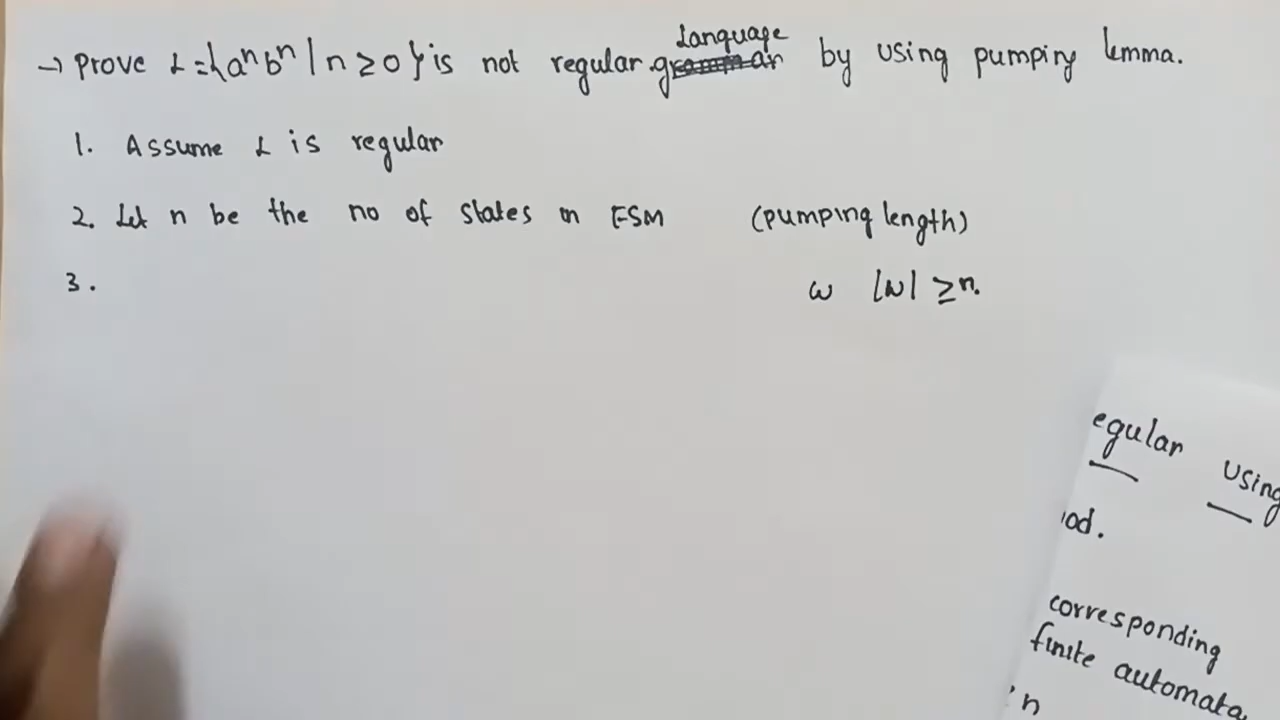 → Prove L = {aⁿbⁿ | n ≥ 0} is not regular Language by using pumping lemma.
1. Assume L is regular
2. Let n be the no of states in FSM (pumping length)
3. w |w| ≥ n.
egular using
od.
corresponding
finite automata
'n